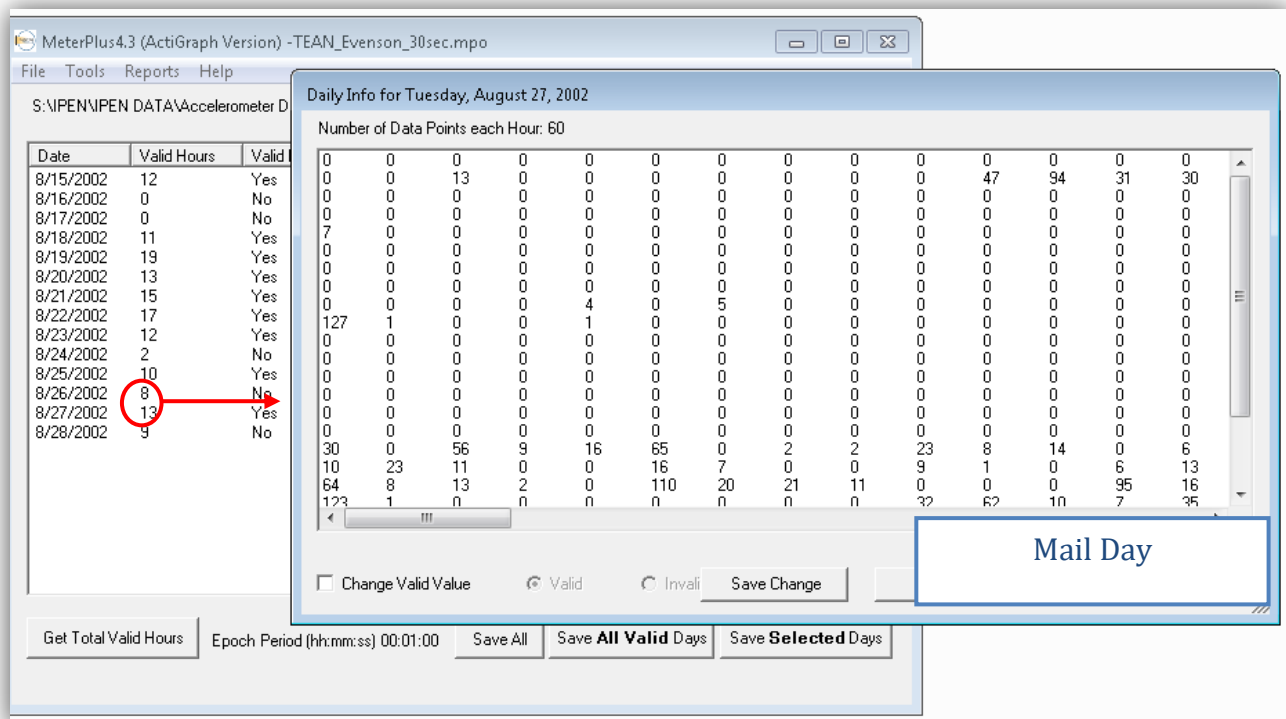 MeterPlus4.3 (ActiGraph Version) -TEAN_Evenson_30sec.mpo
File Tools Reports Help
S:\IPEN\IPEN DATA\Accelerometer D
Date Valid Hours Valid
8/15/2002 12 Yes
8/16/2002 0 No
8/17/2002 0 No
8/18/2002 11 Yes
8/19/2002 19 Yes
8/20/2002 13 Yes
8/21/2002 15 Yes
8/22/2002 17 Yes
8/23/2002 12 Yes
8/24/2002 2 No
8/25/2002 10 Yes
8/26/2002 8 No
8/27/2002 13 Yes
8/28/2002 9 No
Daily Info for Tuesday, August 27, 2002
Number of Data Points each Hour: 60
0 0 0 0 0 0 0 0 0 0 0 0 0 0
0 0 13 0 0 0 0 0 0 0 47 94 31 30
0 0 0 0 0 0 0 0 0 0 0 0 0 0
0 0 0 0 0 0 0 0 0 0 0 0 0 0
7 0 0 0 0 0 0 0 0 0 0 0 0 0
0 0 0 0 0 0 0 0 0 0 0 0 0 0
0 0 0 0 0 0 0 0 0 0 0 0 0 0
0 0 0 0 0 0 0 0 0 0 0 0 0 0
0 0 0 0 4 0 5 0 0 0 0 0 0 0
127 1 0 0 1 0 0 0 0 0 0 0 0 0
0 0 0 0 0 0 0 0 0 0 0 0 0 0
0 0 0 0 0 0 0 0 0 0 0 0 0 0
0 0 0 0 0 0 0 0 0 0 0 0 0 0
0 0 0 0 0 0 0 0 0 0 0 0 0 0
0 0 0 0 0 0 0 0 0 0 0 0 0 0
0 0 0 0 0 0 0 0 0 0 0 0 0 0
30 0 56 9 16 65 0 2 2 23 8 14 0 6
10 23 11 0 0 16 7 0 0 9 1 0 6 13
64 8 13 2 0 110 20 21 11 0 0 0 95 16
123 1 0 0 0 0 0 0 0 32 62 10 7 35
Change Valid Value Valid Invali Save Change
Mail Day
Get Total Valid Hours Epoch Period (hh:mm:ss) 00:01:00 Save All Save All Valid Days Save Selected Days